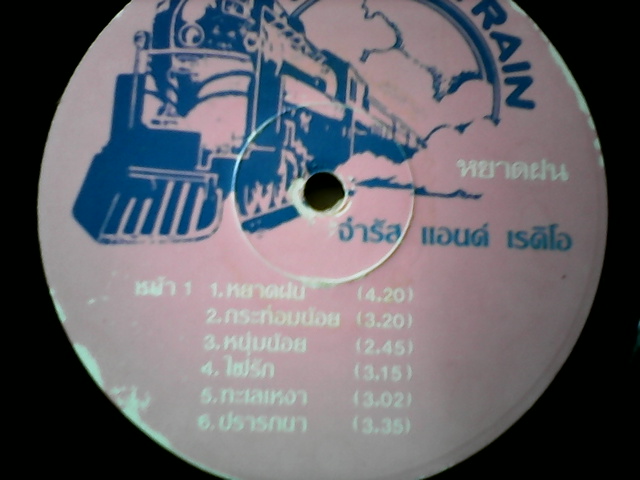 TRAIN
หยาดฝน
จำรัส แอนด์ เรดิโอ
หน้า 1 1.หยาดฝน (4.20)
2.กระท่อมน้อย (3.20)
3.หนุ่มน้อย (2.45)
4. ไฟรัก (3.15)
5. ทะเลเหงา (3.02)
6. ปรารถนา (3.35)